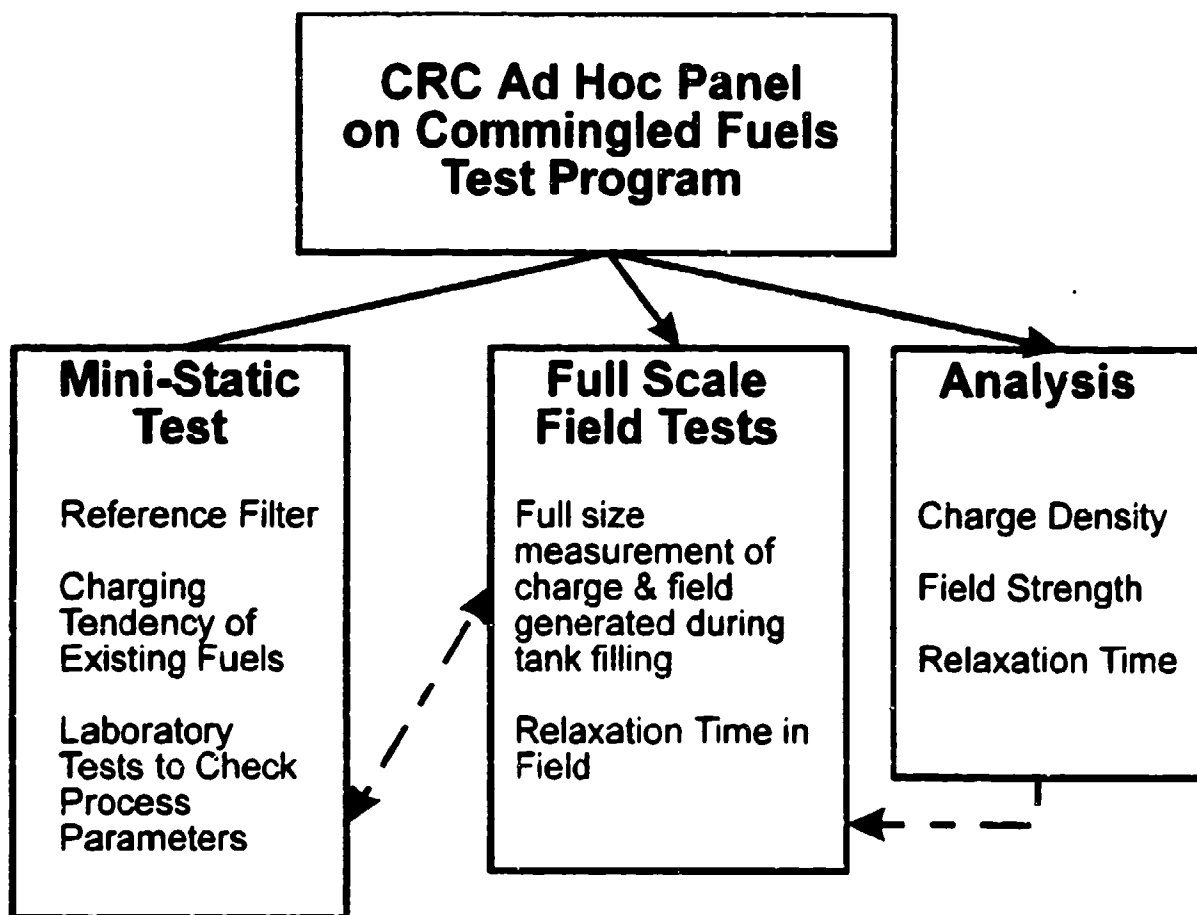 CRC Ad Hoc Panel
on Commingled Fuels
Test Program
Mini-Static
Test
Reference Filter
Charging
Tendency of
Existing Fuels
Laboratory
Tests to Check
Process
Parameters
Full Scale
Field Tests
Full size
measurement of
charge & field
generated during
tank filling
Relaxation Time in
Field
Analysis
Charge Density
Field Strength
Relaxation Time